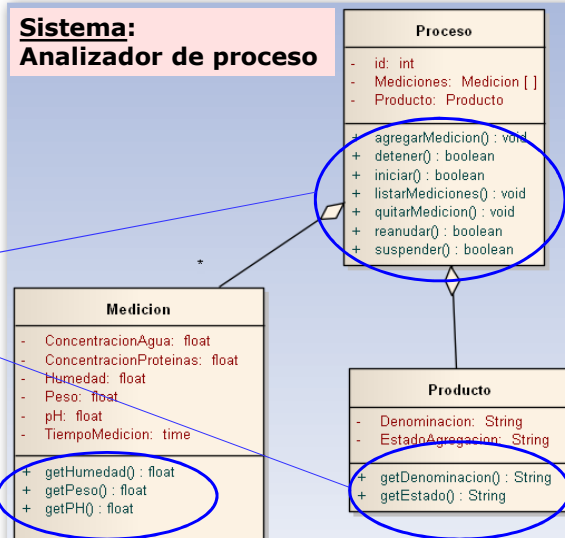 Sistema:
Analizador de proceso
Proceso
- id: int
- Mediciones: Medicion [ ]
- Producto: Producto
+ agregarMedicion() : void
+ detener() : boolean
+ iniciar() : boolean
+ listarMediciones() : void
+ quitarMedicion() : void
+ reanudar() : boolean
+ suspender() : boolean
*
Medicion
- ConcentracionAgua: float
- ConcentracionProteinas: float
- Humedad: float
- Peso: float
- pH: float
- TiempoMedicion: time
+ getHumedad() : float
+ getPeso() : float
+ getPH() : float
Producto
- Denominacion: String
- EstadoAgregacion: String
+ getDenominacion() : String
+ getEstado() : String